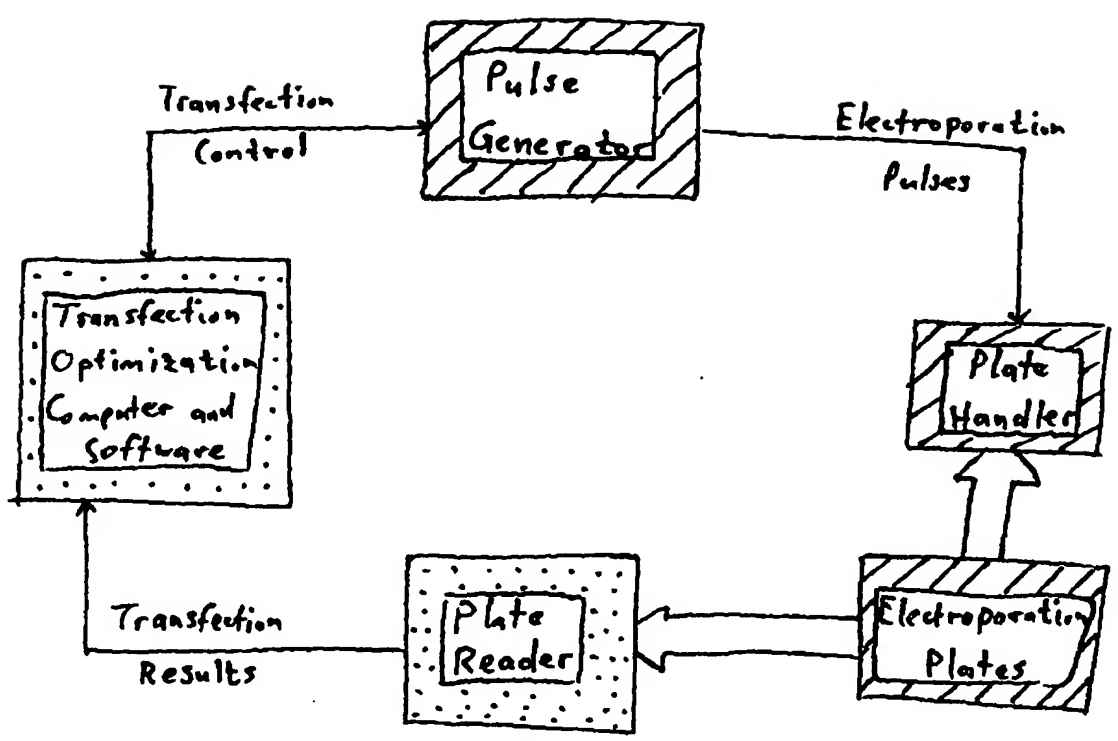 Pulse
Generator
Transfection
Control
Electroporation
Pulses
Transfection
Optimization
Computer and
Software
Plate
Handler
Transfection
Results
Plate
Reader
Electroporation
Plates